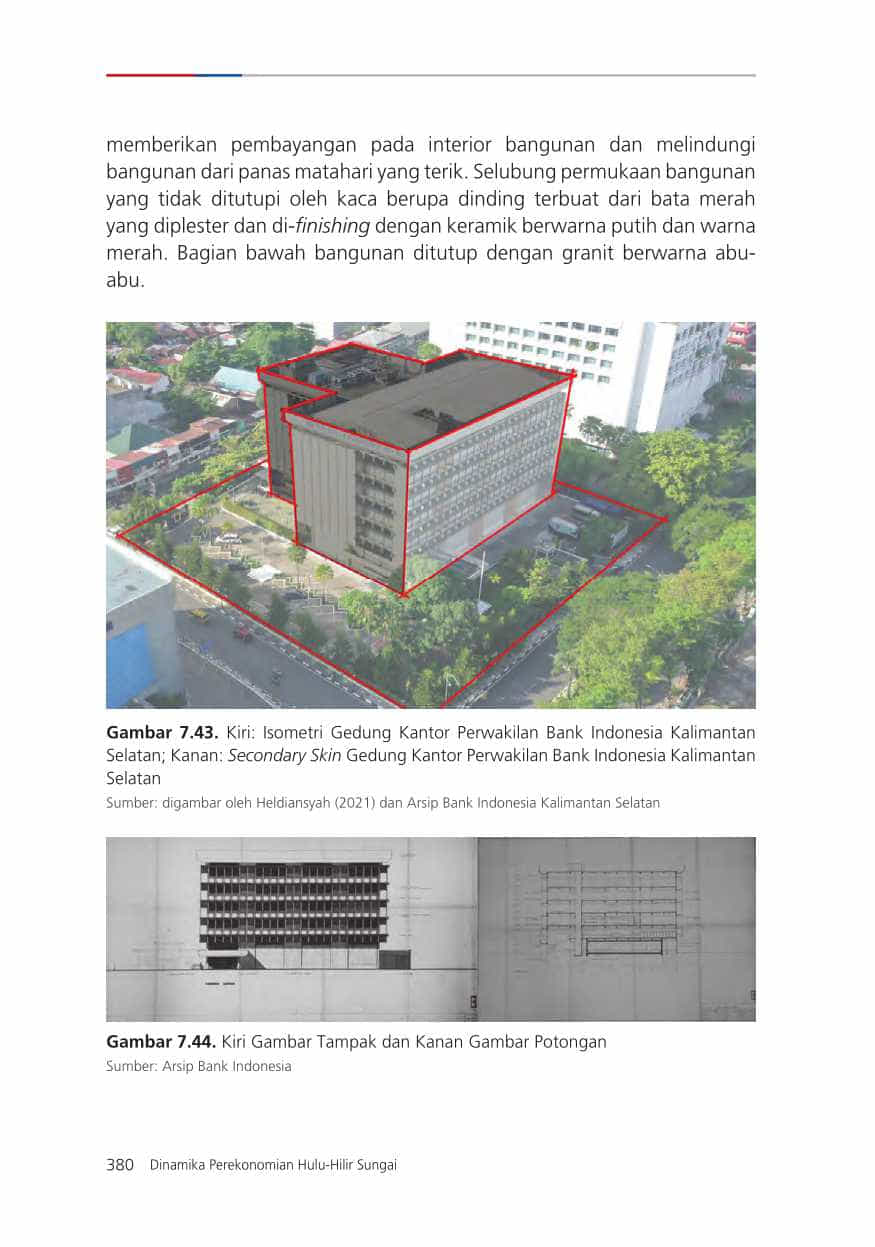 memberikan pembayangan pada interior bangunan dan melindungi
bangunan dari panas matahari yang terik. Selubung permukaan bangunan
yang tidak ditutupi oleh kaca berupa dinding terbuat dari bata merah
yang diplester dan di-finishing dengan keramik berwarna putih dan warna
merah. Bagian bawah bangunan ditutup dengan granit berwarna abu-
abu.
Gambar 7.43. Kiri: Isometri Gedung Kantor Perwakilan Bank Indonesia Kalimantan
Selatan; Kanan: Secondary Skin Gedung Kantor Perwakilan Bank Indonesia Kalimantan
Selatan
Sumber: digambar oleh Heldiansyah (2021) dan Arsip Bank Indonesia Kalimantan Selatan
Gambar 7.44. Kiri Gambar Tampak dan Kanan Gambar Potongan
Sumber: Arsip Bank Indonesia
380 Dinamika Perekonomian Hulu-Hilir Sungai